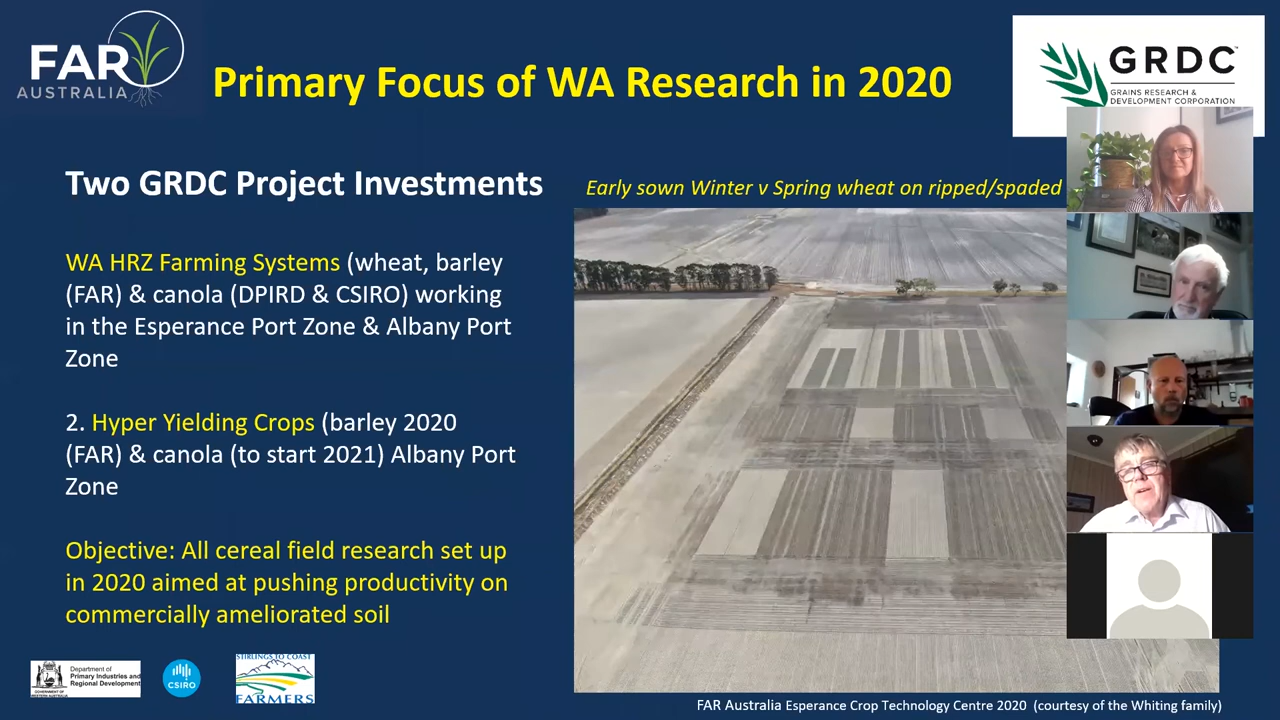 FAR
AUSTRALIA
Primary Focus of WA Research in 2020
GRDC™
GRAINS RESEARCH &
DEVELOPMENT CORPORATION
Two GRDC Project Investments
Early sown Winter v Spring wheat on ripped/spaded
WA HRZ Farming Systems (wheat, barley
(FAR) & canola (DPIRD & CSIRO) working
in the Esperance Port Zone & Albany Port
Zone
2. Hyper Yielding Crops (barley 2020
(FAR) & canola (to start 2021) Albany Port
Zone
Objective: All cereal field research set up
in 2020 aimed at pushing productivity on
commercially ameliorated soil
GOVERNMENT OF
WESTERN AUSTRALIA
Department of
Primary Industries and
Regional Development
CSIRO
STIRLINGS TO COAST
FARMERS
FAR Australia Esperance Crop Technology Centre 2020 (courtesy of the Whiting family)